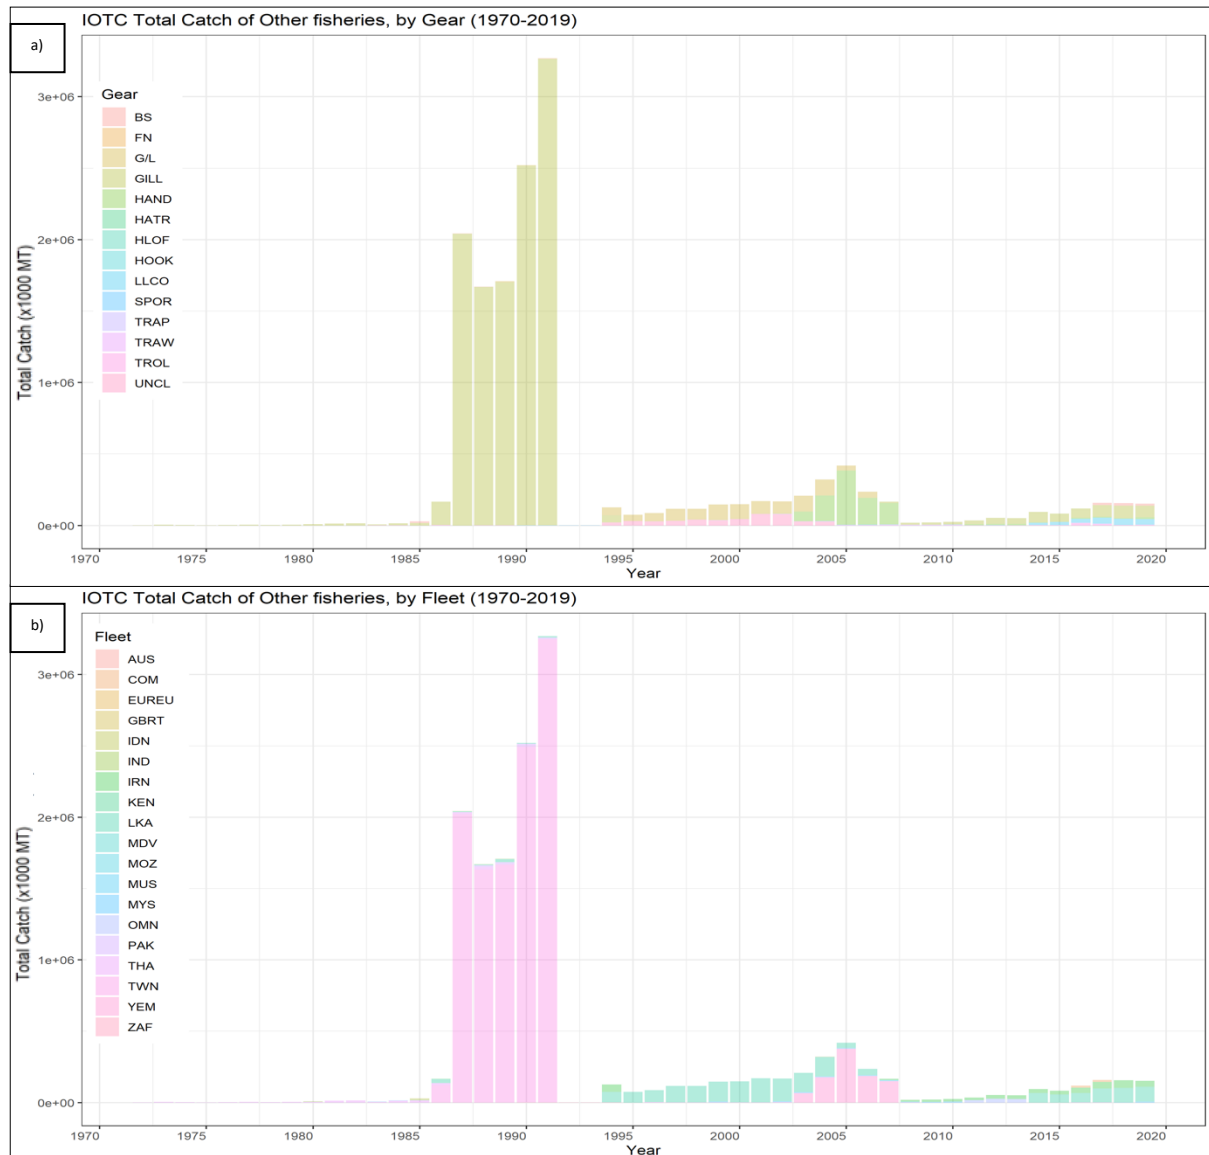 IOTC Total Catch of Other fisheries, by Gear (1970-2019)
a)
Gear
BS
FN
G/L
GILL
HAND
HATR
HLOF
HOOK
LLCO
SPOR
TRAP
TRAW
TROL
UNCL
Total Catch (x1000 MT)
3e+06
2e+06
1e+06
0e+00
1970 1975 1980 1985 1990 1995 2000 2005 2010 2015 2020
Year
IOTC Total Catch of Other fisheries, by Fleet (1970-2019)
b)
Fleet
AUS
COM
EUREU
GBRT
IDN
IND
IRN
KEN
LKA
MDV
MOZ
MUS
MYS
OMN
PAK
THA
TWN
YEM
ZAF
Total Catch (x1000 MT)
3e+06
2e+06
1e+06
0e+00
1970 1975 1980 1985 1990 1995 2000 2005 2010 2015 2020
Year